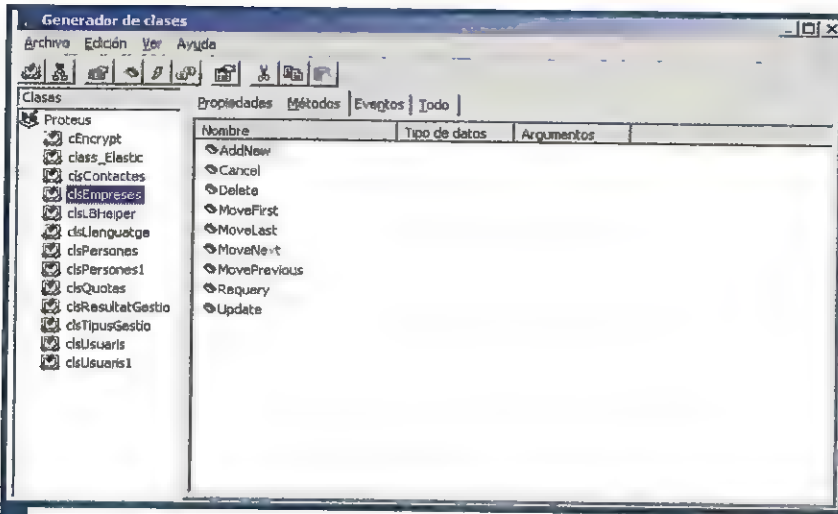 Generador de clases
Archivo Edición Ver Ayuda
Clases
Propiedades Métodos Eventos Todo
Proteus
cEncrypt
class_Elastic
clsContactes
clsEmpreses
clsLBHelper
clsLlenguatge
clsPersones
clsPersones1
clsQuotas
clsResultatGestio
clsTipusGestio
clsUsuaris
clsUsuaris1
Nombre Tipo de datos Argumentos
AddNew
Cancel
Delete
MoveFirst
MoveLast
MoveNext
MovePrevious
Requery
Update